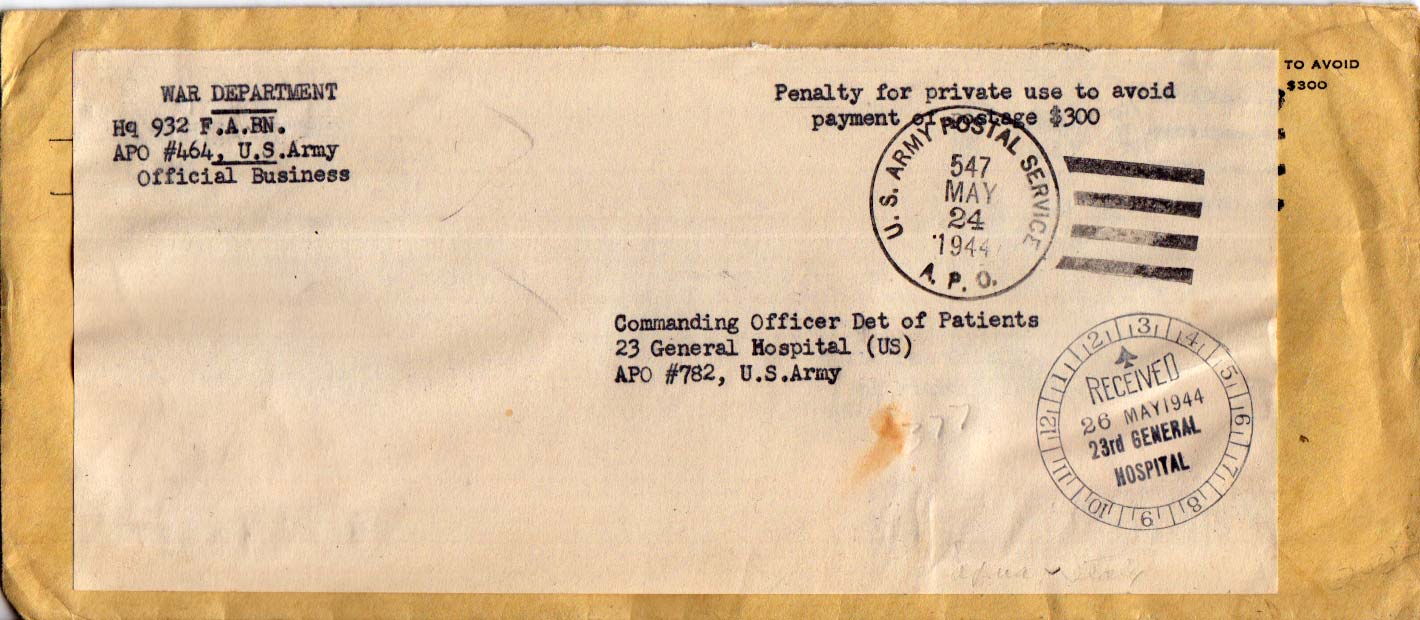 WAR DEPARTMENT
Hq 932 F.A.BN.
APO #464, U.S.Army
Official Business
Penalty for private use to avoid
payment of postage $300
TO AVOID
$300
U.S. ARMY POSTAL SERVICE
547
MAY
24
1944
A.P.O.
Commanding Officer Det of Patients
23 General Hospital (US)
APO #782, U.S.Army
1 2 3 4 5 6 7 8 9 10 11 12
RECEIVED
26 MAY 1944
23rd GENERAL
HOSPITAL
377